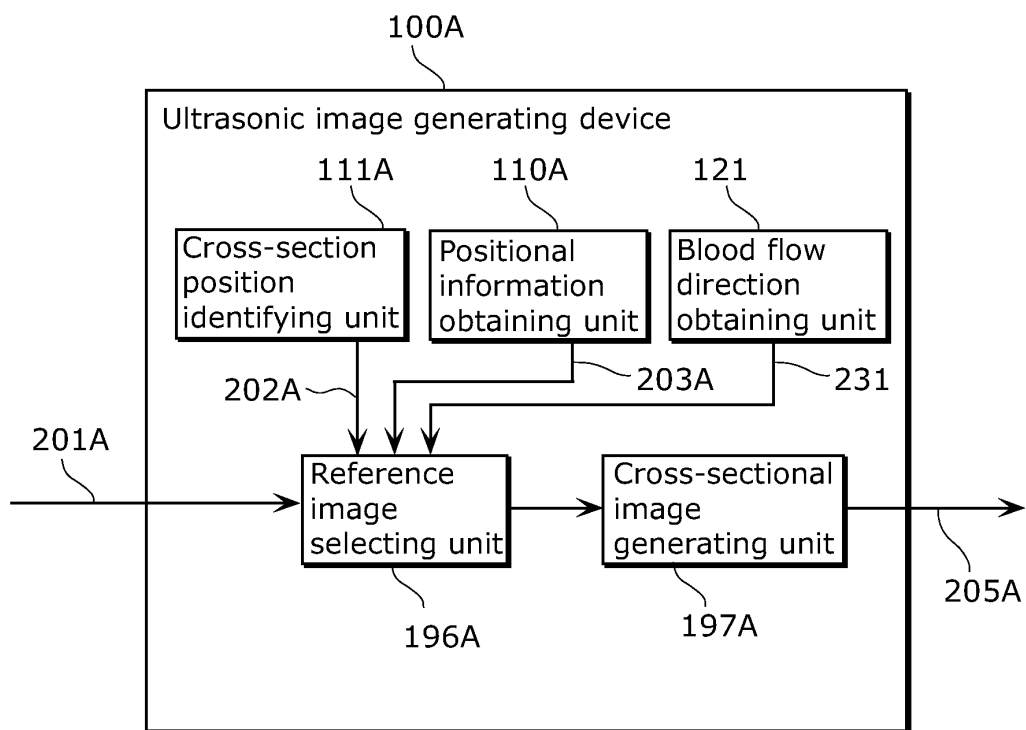 100A
Ultrasonic image generating device
111A
110A
121
Cross-section
position
identifying unit
Positional
information
obtaining unit
Blood flow
direction
obtaining unit
202A
203A
231
201A
Reference
image
selecting unit
Cross-sectional
image
generating unit
205A
196A
197A